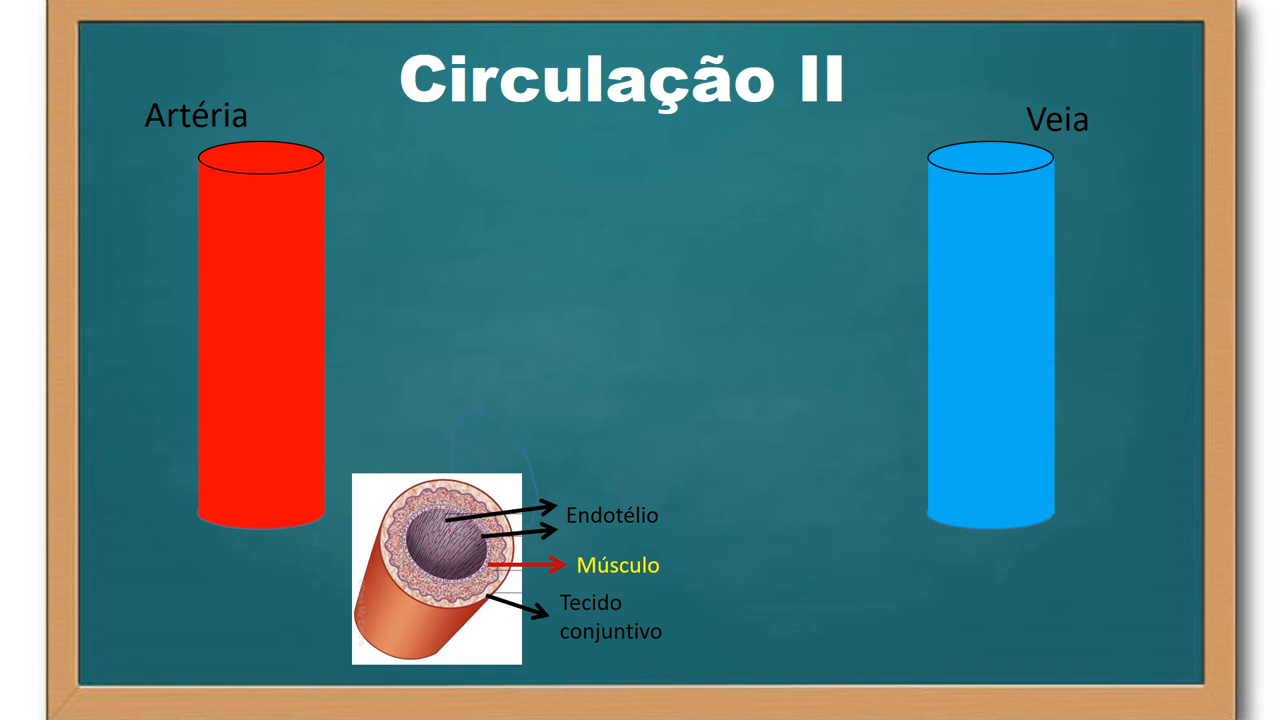 Circulação II
Artéria
Veia
Endotélio
Músculo
Tecido
conjuntivo